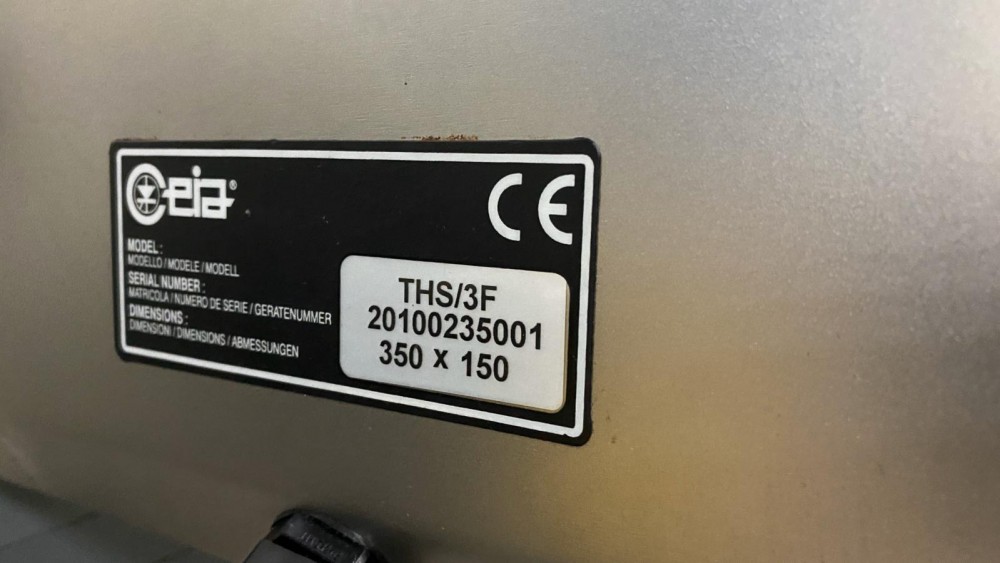 Ceia®
CE
MODEL :
MODELLO / MODELE / MODELL
SERIAL NUMBER :
MATRICOLA / NUMERO DE SERIE / GERATENUMMER
DIMENSIONS :
DIMENSIONI / DIMENSIONS / ABMESSUNGEN
THS/3F
20100235001
350 x 150